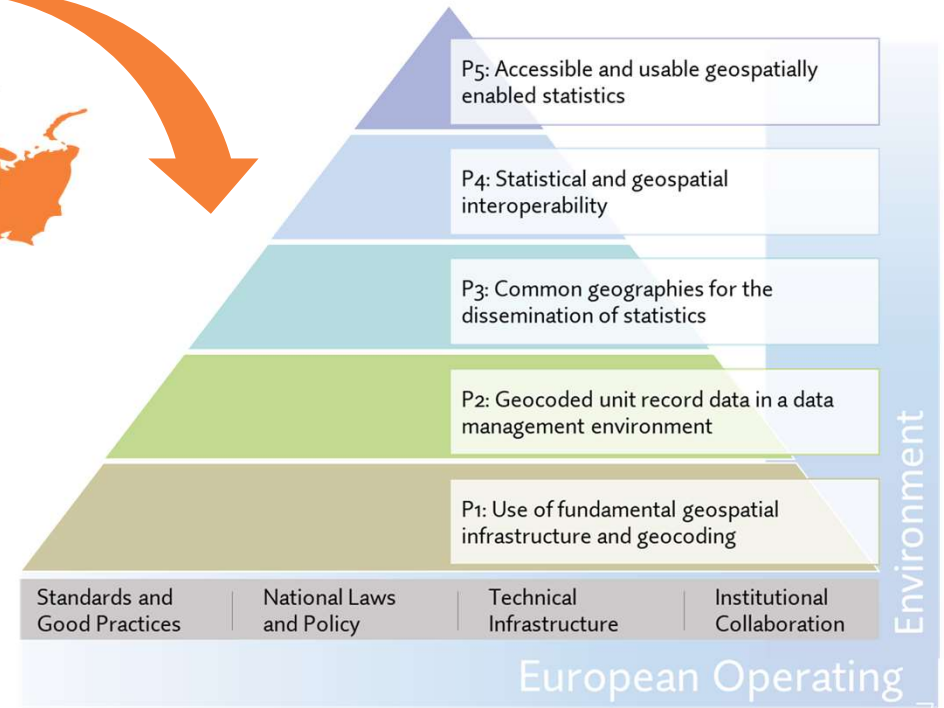 P5: Accessible and usable geospatially
enabled statistics
P4: Statistical and geospatial
interoperability
P3: Common geographies for the
dissemination of statistics
P2: Geocoded unit record data in a data
management environment
P1: Use of fundamental geospatial
infrastructure and geocoding
Standards and
Good Practices
National Laws
and Policy
Technical
Infrastructure
Institutional
Collaboration
European Operating
Environment